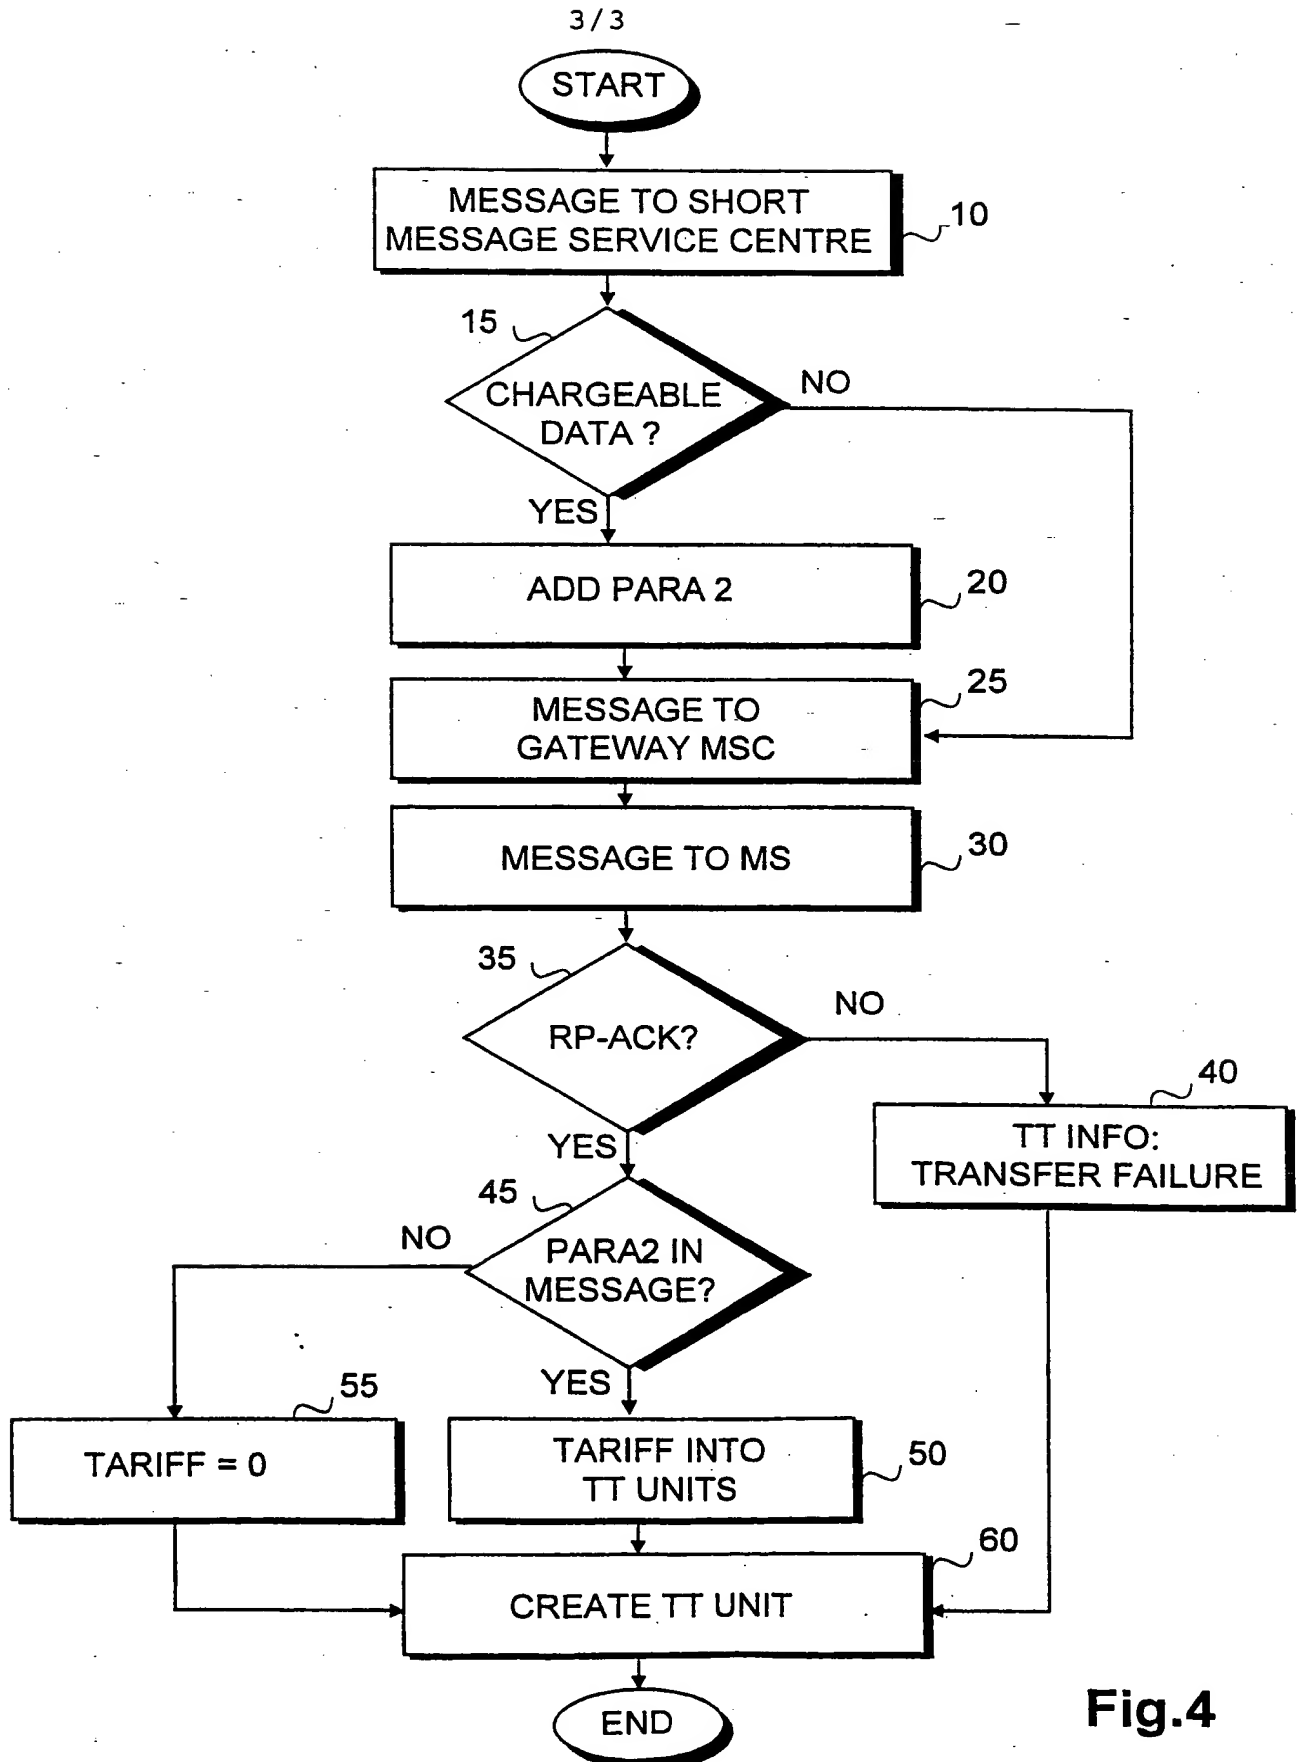 3/3
START
MESSAGE TO SHORT
MESSAGE SERVICE CENTRE
10
15
CHARGEABLE
DATA ?
NO
YES
ADD PARA 2
20
MESSAGE TO
GATEWAY MSC
25
MESSAGE TO MS
30
35
RP-ACK?
NO
YES
40
TT INFO:
TRANSFER FAILURE
45
PARA2 IN
MESSAGE?
NO
YES
55
TARIFF = 0
TARIFF INTO
TT UNITS
50
60
CREATE TT UNIT
END
Fig.4